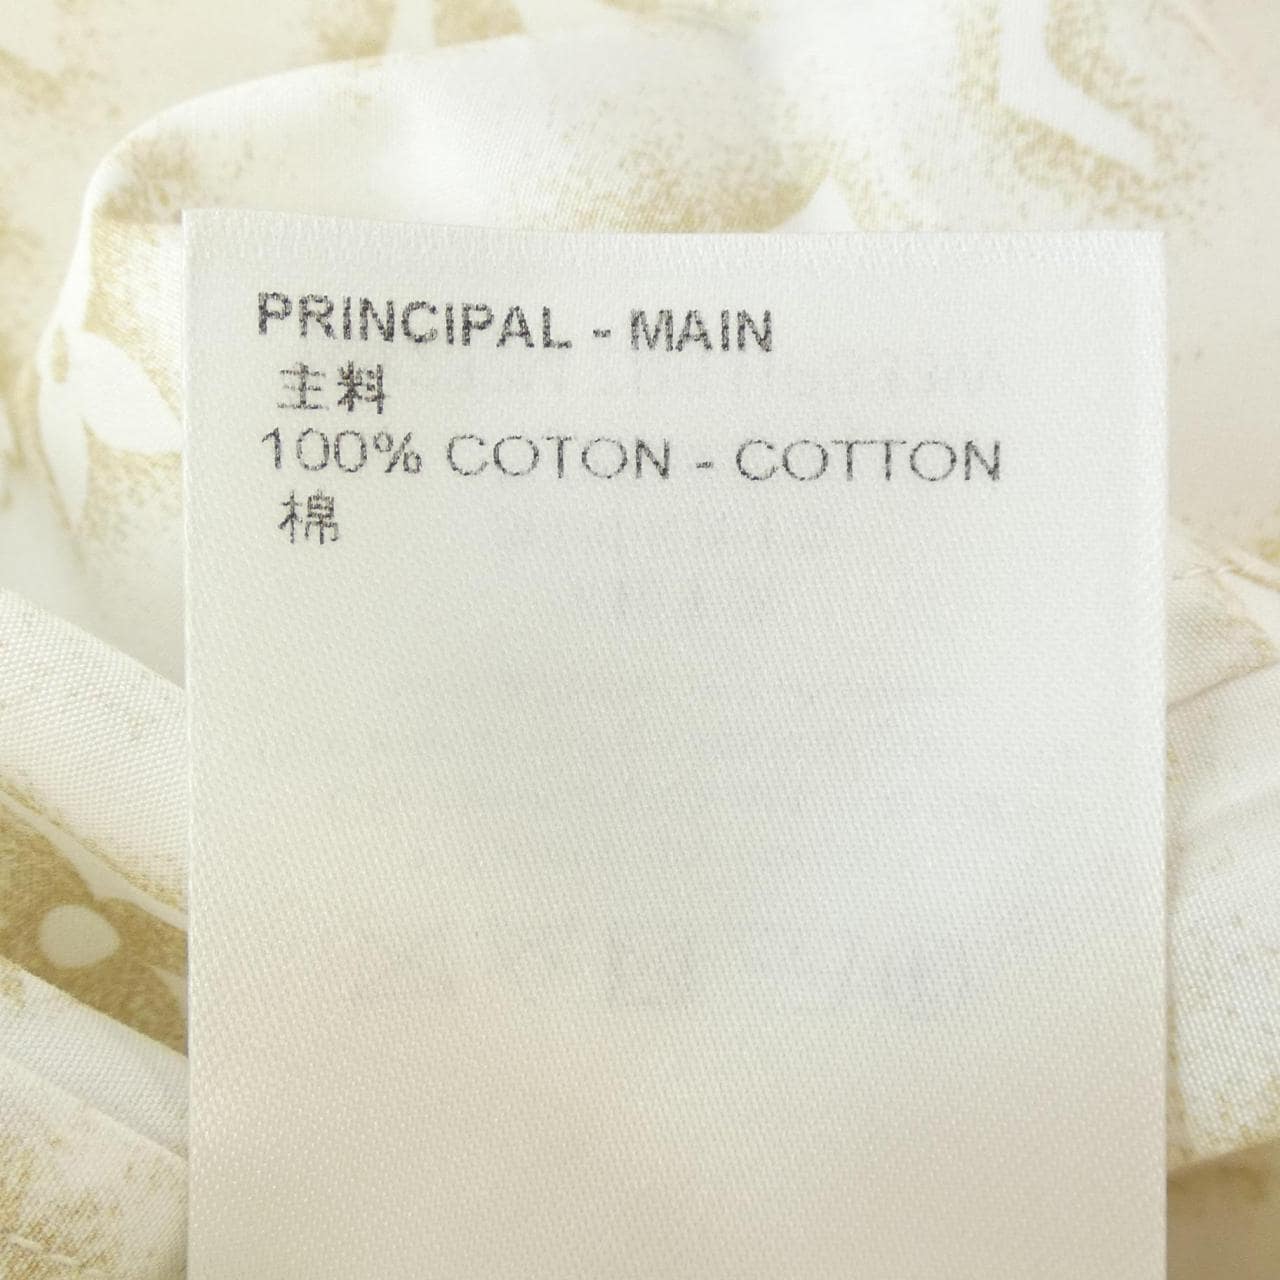 PRINCIPAL - MAIN
主料
100% COTON - COTTON
棉